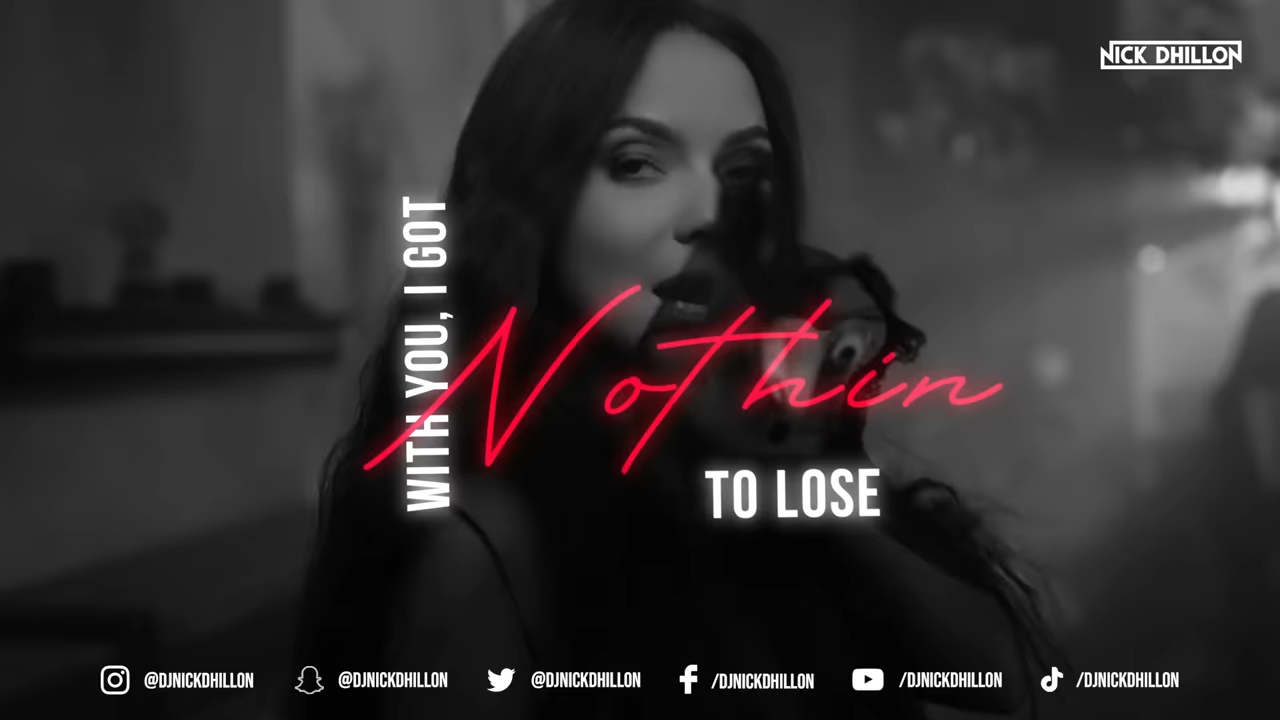 NICK DHILLON
WITH YOU, I GOT
Nothin
TO LOSE
@DJNICKDHILLON
@DJNICKDHILLON
@DJNICKDHILLON
/DJNICKDHILLON
/DJNICKDHILLON
/DJNICKDHILLON